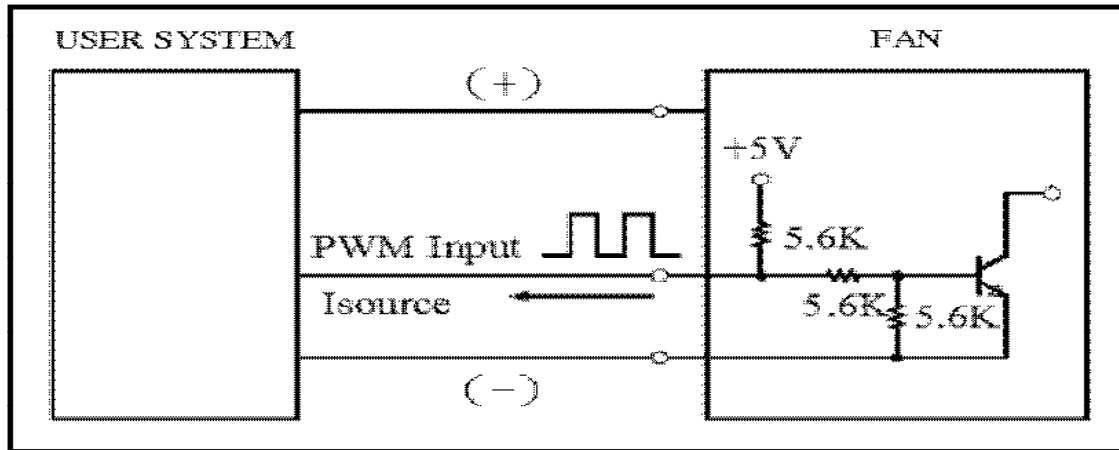 USER SYSTEM
FAN
(+)
+5V
5.6K
PWM Input
Isource
5.6K
5.6K
(-)